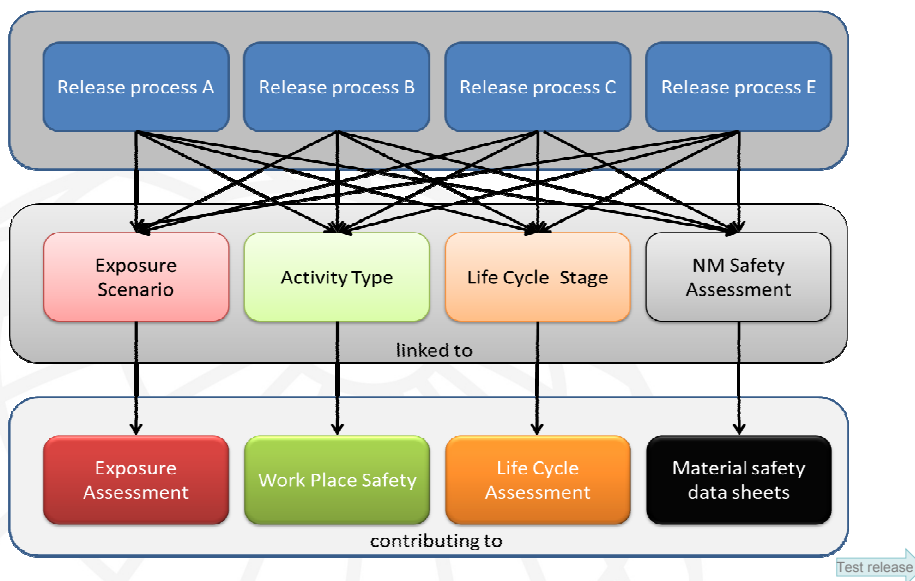 Release process A
Release process B
Release process C
Release process E
Exposure
Scenario
Activity Type
Life Cycle Stage
NM Safety
Assessment
linked to
Exposure
Assessment
Work Place Safety
Life Cycle
Assessment
Material safety
data sheets
contributing to
Test release